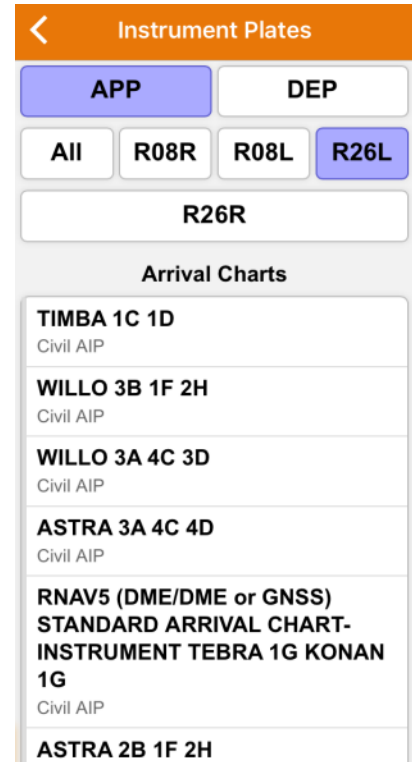 Instrument Plates
APP
DEP
All
R08R
R08L
R26L
R26R
Arrival Charts
TIMBA 1C 1D
Civil AIP
WILLO 3B 1F 2H
Civil AIP
WILLO 3A 4C 3D
Civil AIP
ASTRA 3A 4C 4D
Civil AIP
RNAV5 (DME/DME or GNSS)
STANDARD ARRIVAL CHART-
INSTRUMENT TEBRA 1G KONAN
1G
Civil AIP
ASTRA 2B 1F 2H